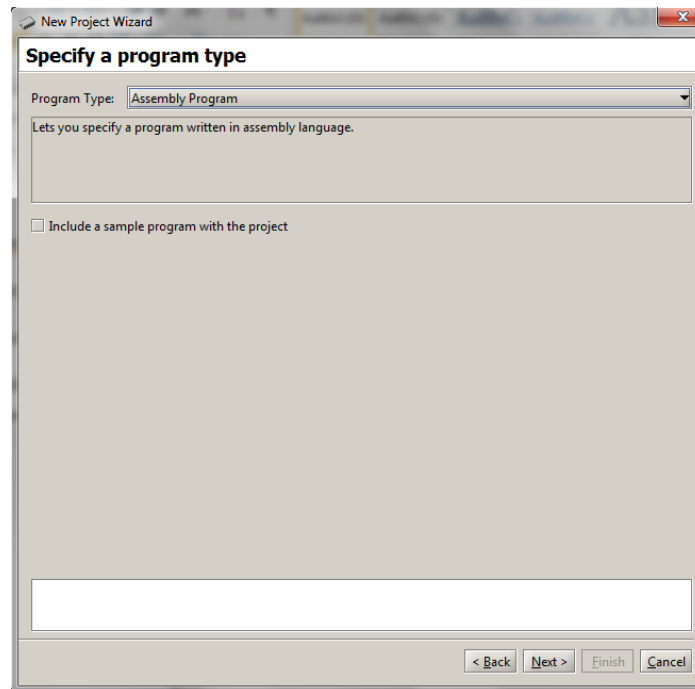 New Project Wizard
Specify a program type
Program Type: Assembly Program
Lets you specify a program written in assembly language.
Include a sample program with the project
< Back Next > Finish Cancel